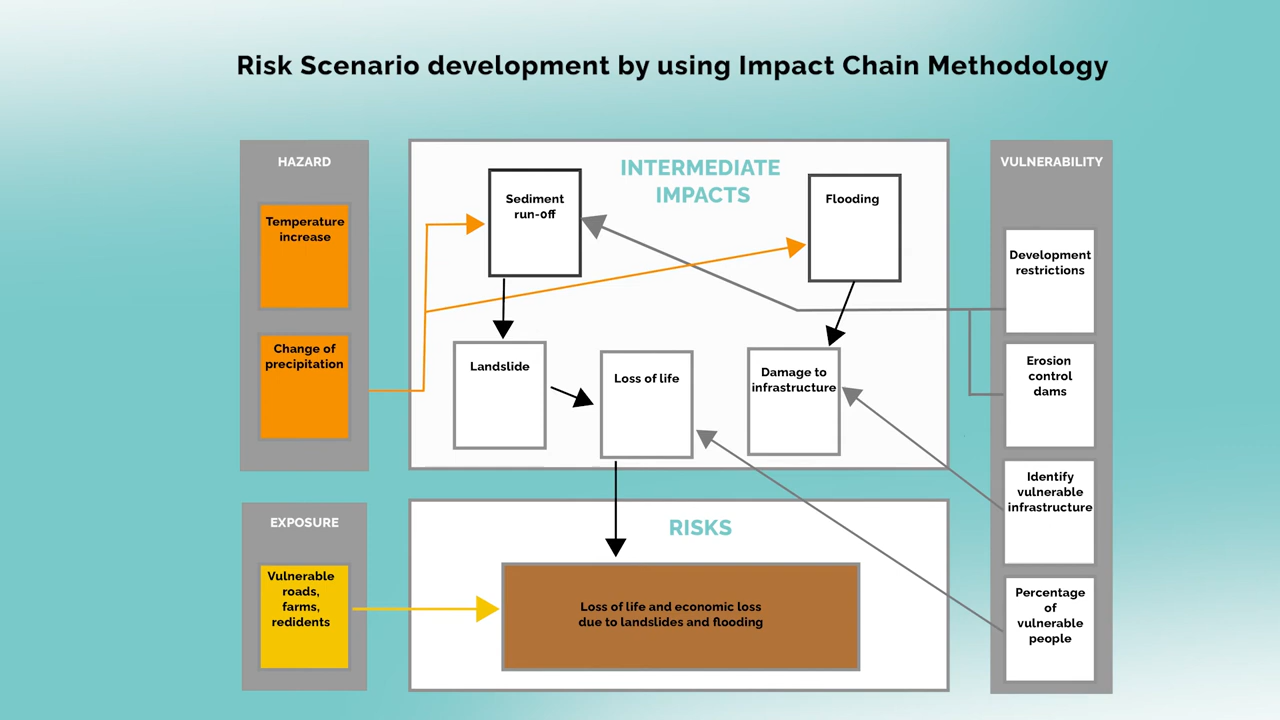 Risk Scenario development by using Impact Chain Methodology
HAZARD
Temperature
increase
Change of
precipitation
EXPOSURE
Vulnerable
roads,
farms,
redidents
INTERMEDIATE
IMPACTS
Sediment
run-off
Flooding
Landslide
Loss of life
Damage to
infrastructure
RISKS
Loss of life and economic loss
due to landslides and flooding
VULNERABILITY
Development
restrictions
Erosion
control
dams
Identify
vulnerable
infrastructure
Percentage
of
vulnerable
people